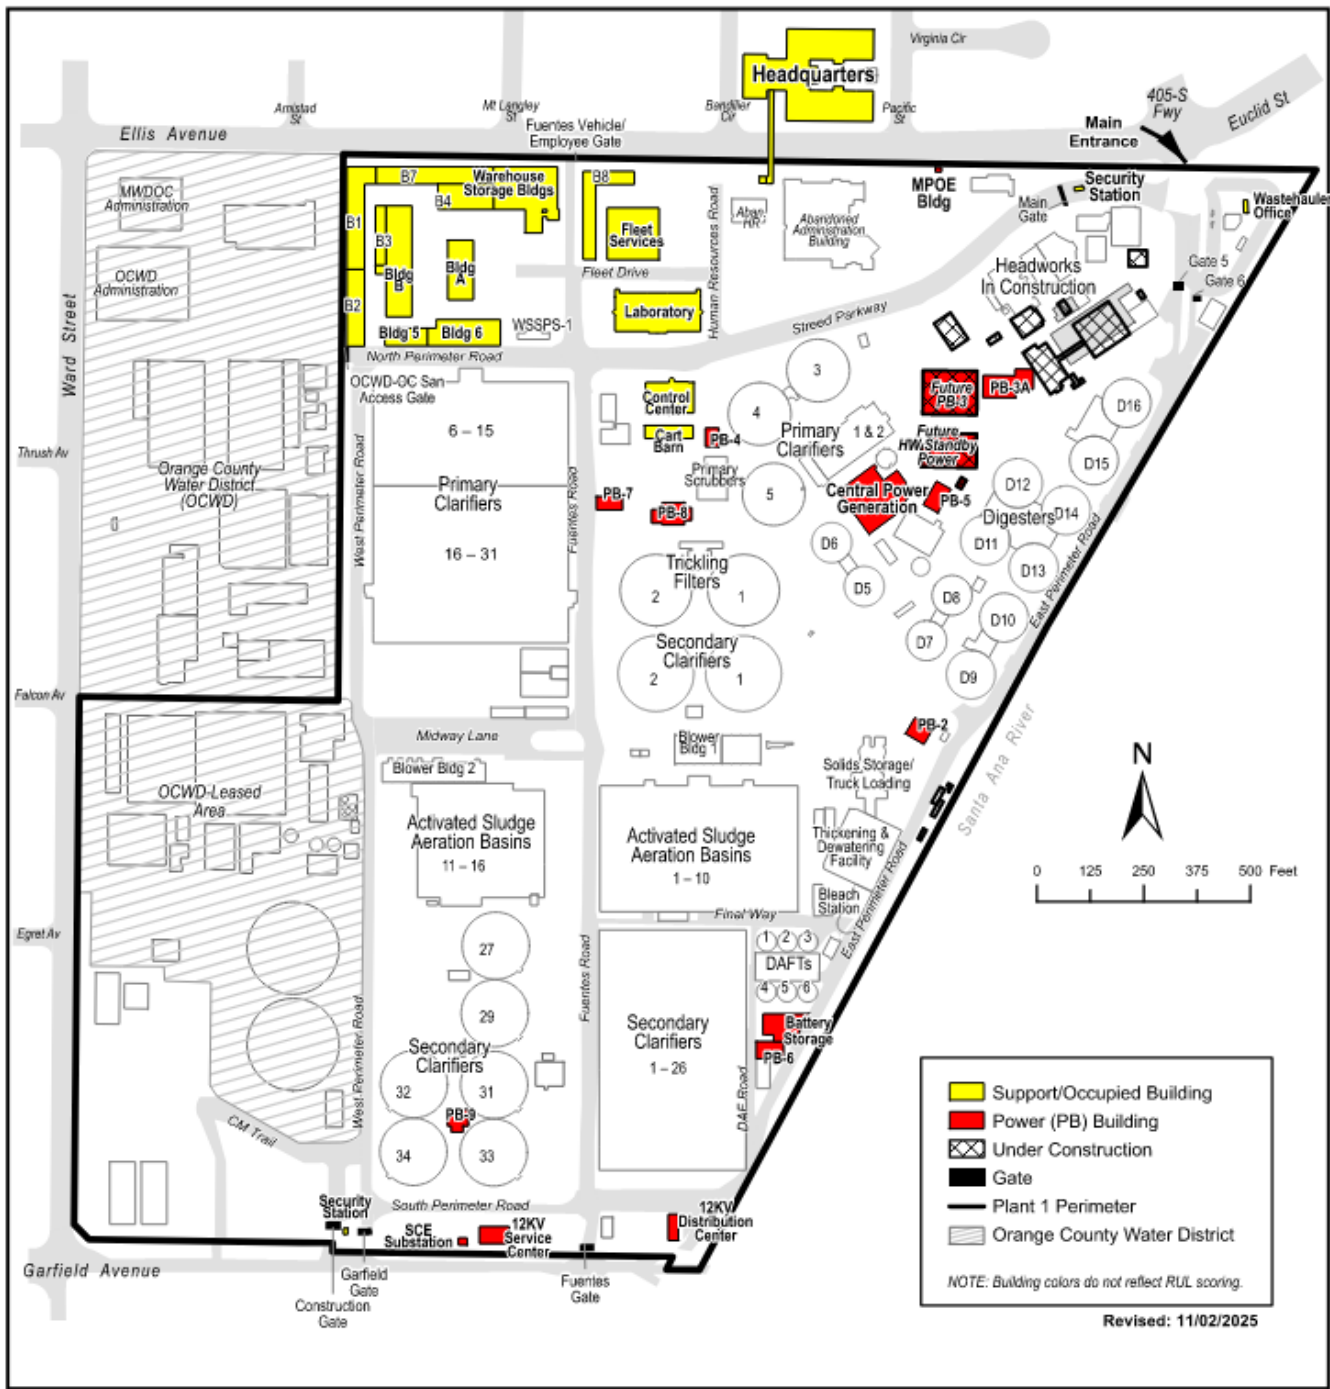 Virginia Cir
Headquarters
405-S
Fwy
Euclid St
Amistad
St
Mt Langley
St
Bandilier
Cir
Pacific
St
Main
Entrance
Ellis Avenue
Fuentes Vehicle/
Employee Gate
B7
Warehouse
Storage Bldgs
B8
MPOE
Bldg
Security
Station
Main
Gate
Wastehauler
Office
MWDOC
Administration
B4
B1
B3
Fleet
Services
Aban
HR
Abandoned
Administration
Building
Human Resources Road
OCWD
Administration
Bldg
B
Bldg
A
Fleet Drive
Headworks
In Construction
Gate 5
Gate 6
B2
Laboratory
Bldg 5
Bldg 6
WSSPS-1
Streed Parkway
Ward Street
North Perimeter Road
OCWD-OC San
Access Gate
3
Control
Center
Future
PB-3
PB-3A
4
D16
6 – 15
Cart
Barn
PB-4
Primary
Clarifiers
1 & 2
Future
HW Standby
Power
Thrush Av
Orange County
Water District
(OCWD)
West Perimeter Road
Primary
Clarifiers
Fuentes Road
Primary
Scrubbers
D15
PB-7
5
Central Power
Generation
PB-5
D12
PB-8
Digesters
D14
16 – 31
D6
D11
Trickling
Filters
D13
East Perimeter Road
2
1
D5
D8
D10
Secondary
Clarifiers
D7
2
1
D9
Falcon Av
PB-2
Midway Lane
Blower
Bldg 1
Santa Ana River
N
Blower Bldg 2
Solids Storage/
Truck Loading
OCWD-Leased
Area
Activated Sludge
Aeration Basins
11 – 16
Activated Sludge
Aeration Basins
1 – 10
Thickening &
Dewatering
Facility
0 125 250 375 500 Feet
Bleach
Station
Final Way
East Perimeter Road
Egret Av
27
1 2 3
DAFTs
4 5 6
Fuentes Road
West Perimeter Road
29
Secondary
Clarifiers
1 – 26
Battery
Storage
PB-6
Secondary
Clarifiers
32
31
PB-9
DAF Road
CM Trail
34
33
Support/Occupied Building
Power (PB) Building
Under Construction
Gate
Plant 1 Perimeter
Orange County Water District
NOTE: Building colors do not reflect RUL scoring.
Revised: 11/02/2025
South Perimeter Road
Security
Station
SCE
Substation
12KV
Service
Center
12KV
Distribution
Center
Garfield Avenue
Garfield
Gate
Construction
Gate
Fuentes
Gate